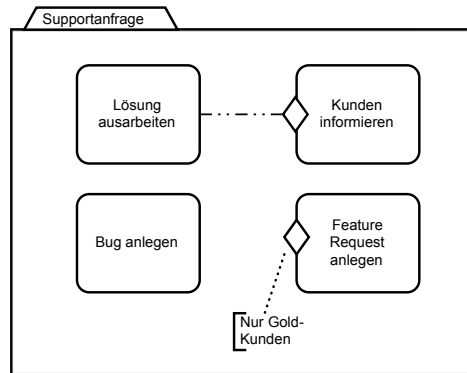 Supportanfrage
Lösung
ausarbeiten
Kunden
informieren
Bug anlegen
Feature
Request
anlegen
Nur Gold-
Kunden